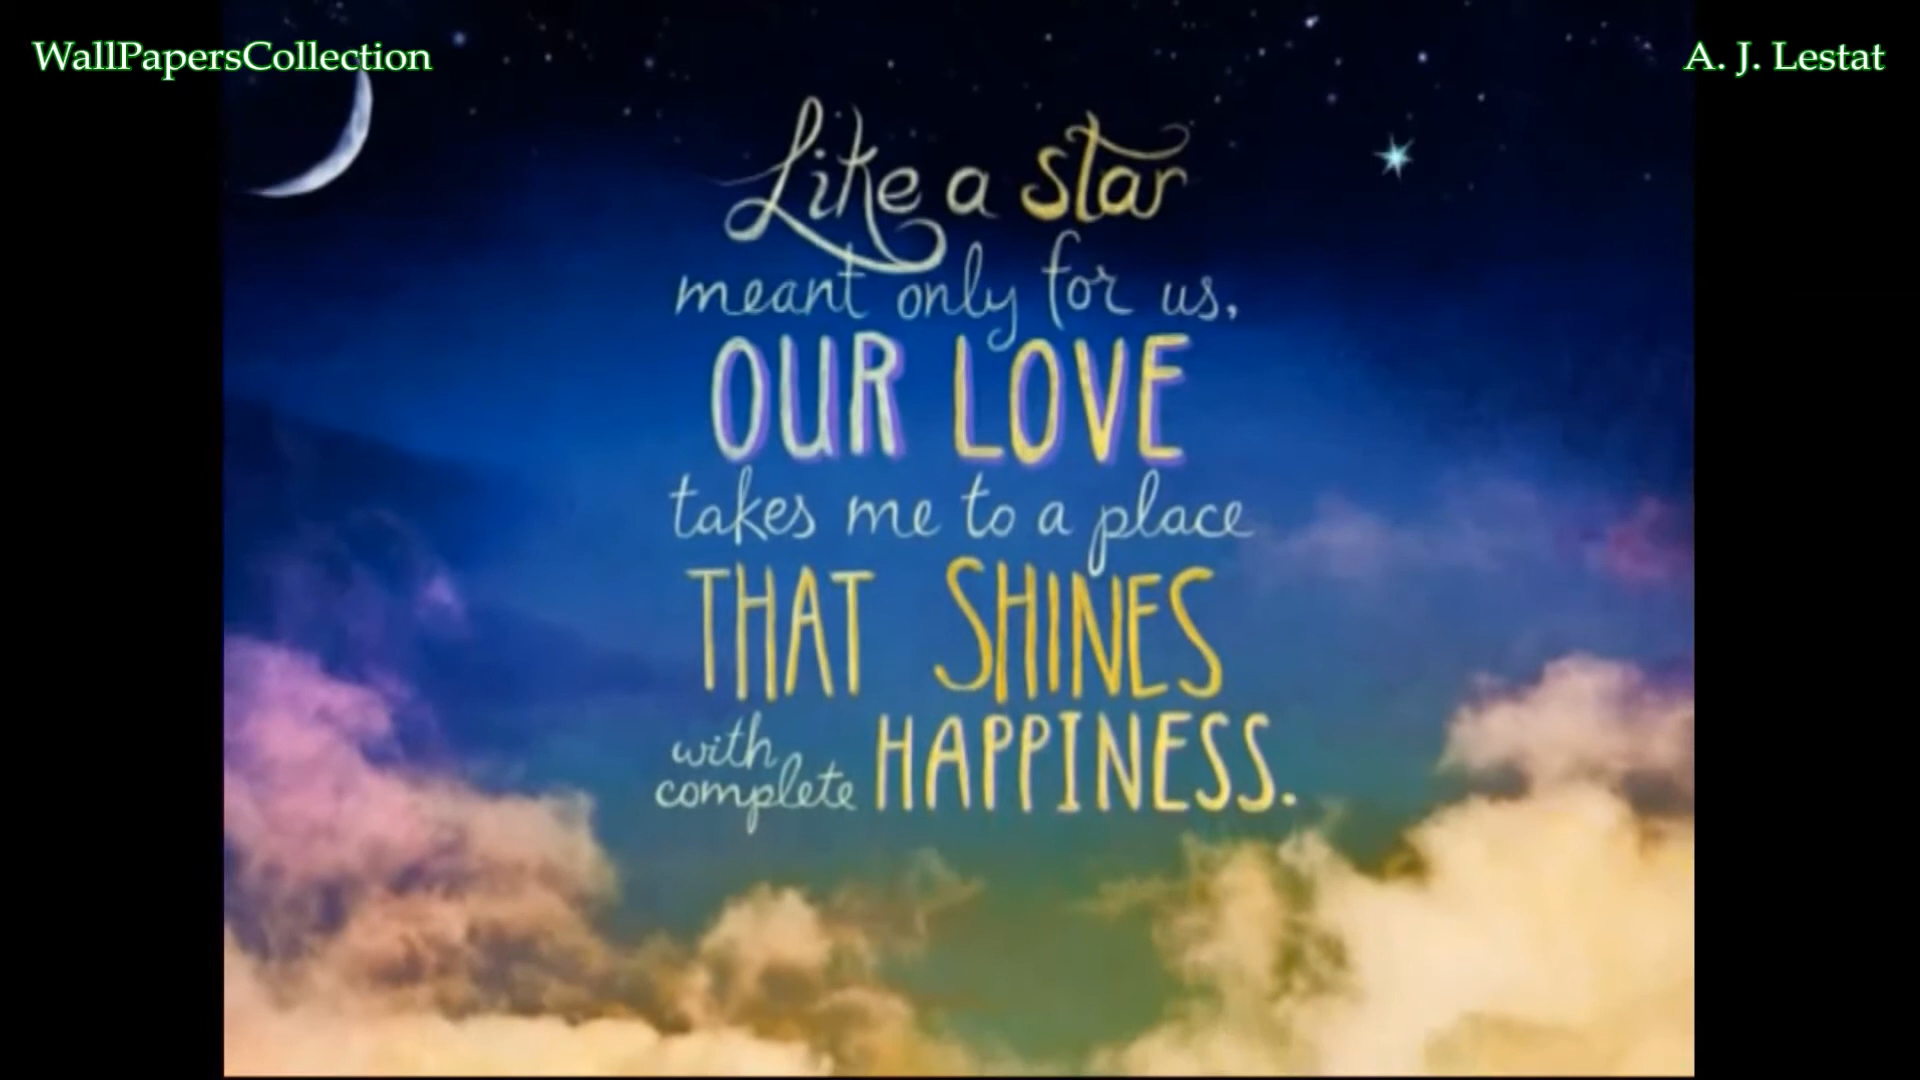 WallPapersCollection
A. J. Lestat
Like a star
meant only for us,
OUR LOVE
takes me to a place
THAT SHINES
with
complete HAPPINESS.